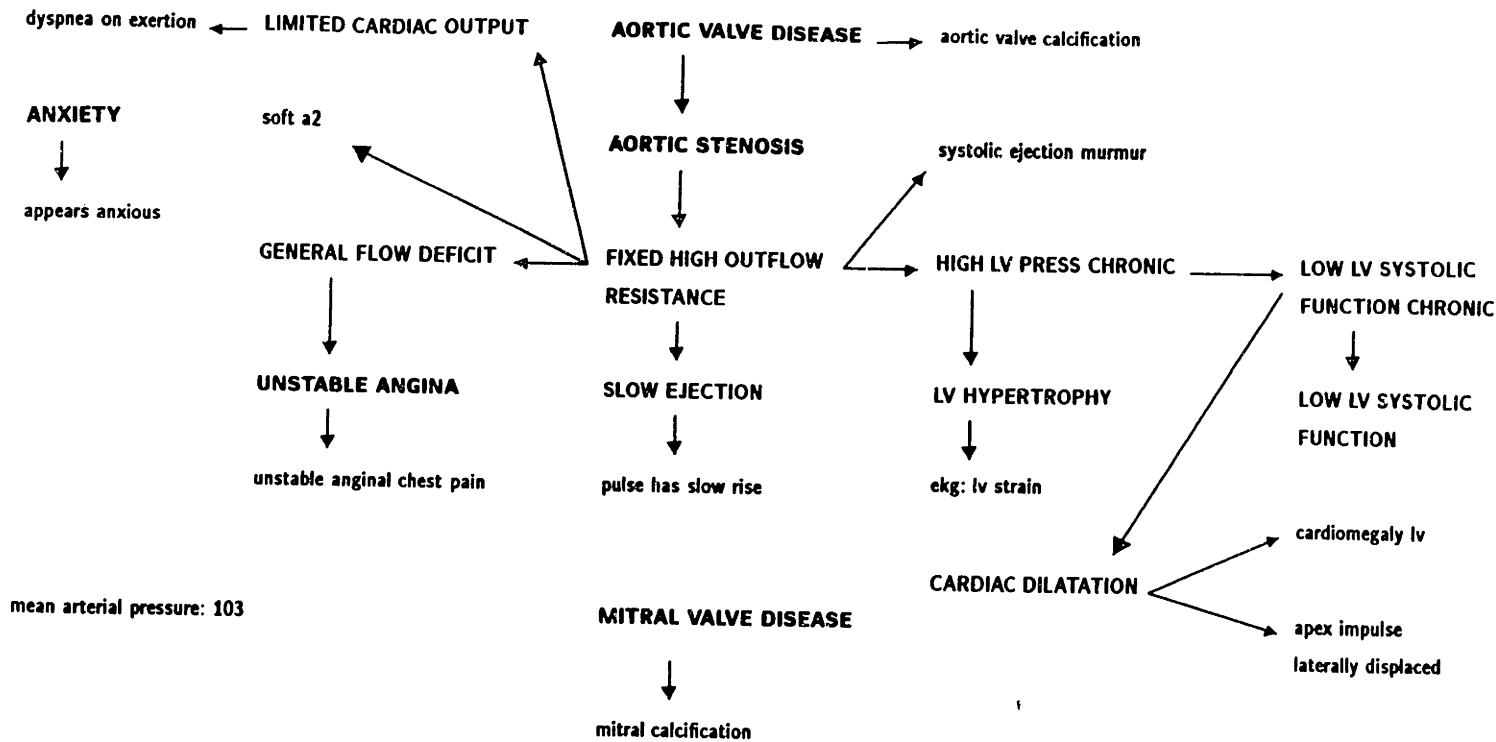 dyspnea on exertion
LIMITED CARDIAC OUTPUT
AORTIC VALVE DISEASE
aortic valve calcification
ANXIETY
soft a2
AORTIC STENOSIS
systolic ejection murmur
appears anxious
GENERAL FLOW DEFICIT
FIXED HIGH OUTFLOW
RESISTANCE
HIGH LV PRESS CHRONIC
LOW LV SYSTOLIC
FUNCTION CHRONIC
UNSTABLE ANGINA
SLOW EJECTION
LV HYPERTROPHY
LOW LV SYSTOLIC
FUNCTION
unstable anginal chest pain
pulse has slow rise
ekg: lv strain
cardiomegaly lv
CARDIAC DILATATION
mean arterial pressure: 103
MITRAL VALVE DISEASE
apex impulse
laterally displaced
mitral calcification